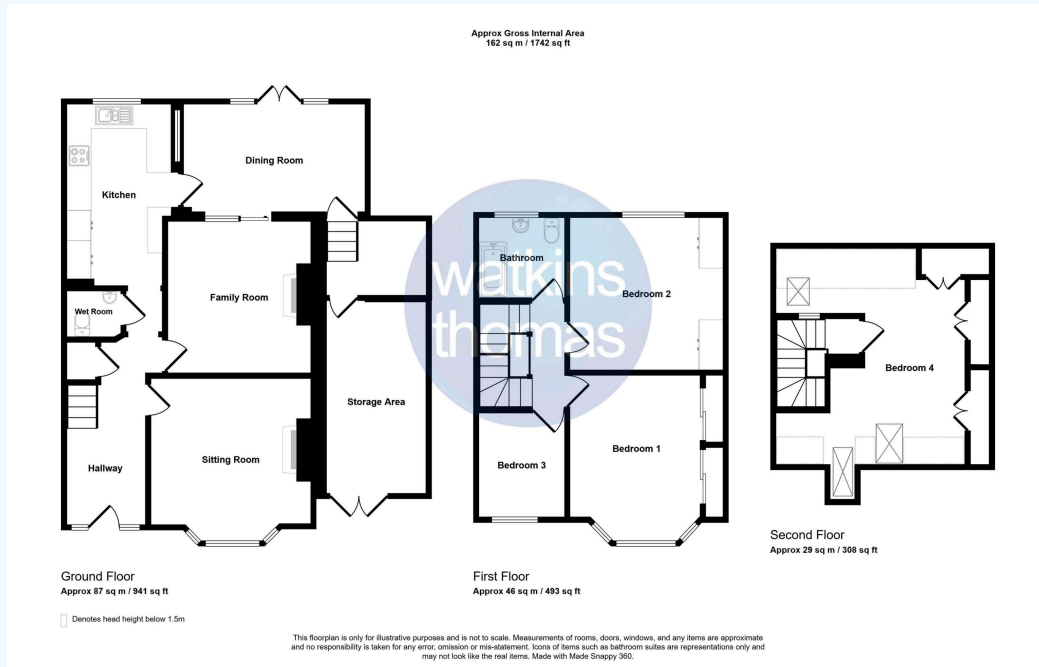 Approx Gross Internal Area
162 sq m / 1742 sq ft
Dining Room
Kitchen
Wet Room
Family Room
Hallway
Sitting Room
Storage Area
Bathroom
Bedroom 2
watkins
thomas
Bedroom 3
Bedroom 1
Bedroom 4
Ground Floor
Approx 87 sq m / 941 sq ft
First Floor
Approx 46 sq m / 493 sq ft
Second Floor
Approx 29 sq m / 308 sq ft
Denotes head height below 1.5m
This floorplan is only for illustrative purposes and is not to scale. Measurements of rooms, doors, windows, and any items are approximate
and no responsibility is taken for any error, omission or mis-statement. Icons of items such as bathroom suites are representations only and
may not look like the real items. Made with Made Snappy 360.